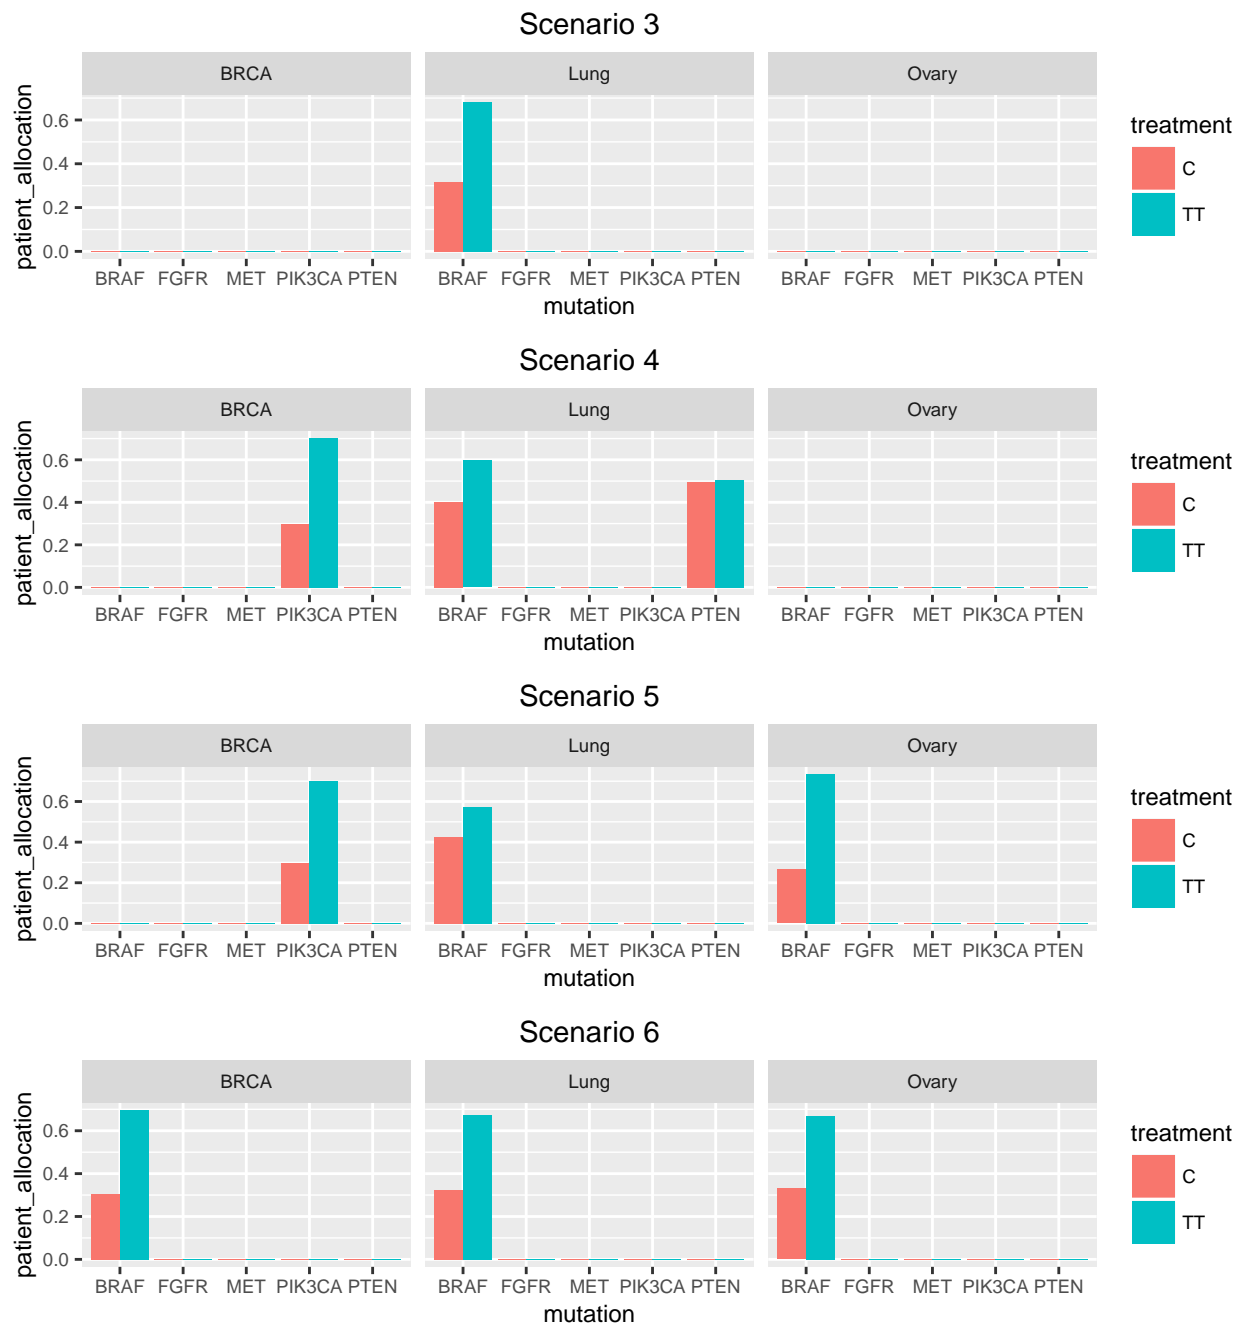 Scenario 3
BRCA Lung Ovary
patient_allocation
0.6
0.4
0.2
0.0
BRAF FGFR MET PIK3CA PTEN BRAF FGFR MET PIK3CA PTEN BRAF FGFR MET PIK3CA PTEN
mutation
treatment
C
TT
Scenario 4
BRCA Lung Ovary
patient_allocation
0.6
0.4
0.2
0.0
BRAF FGFR MET PIK3CA PTEN BRAF FGFR MET PIK3CA PTEN BRAF FGFR MET PIK3CA PTEN
mutation
treatment
C
TT
Scenario 5
BRCA Lung Ovary
patient_allocation
0.6
0.4
0.2
0.0
BRAF FGFR MET PIK3CA PTEN BRAF FGFR MET PIK3CA PTEN BRAF FGFR MET PIK3CA PTEN
mutation
treatment
C
TT
Scenario 6
BRCA Lung Ovary
patient_allocation
0.6
0.4
0.2
0.0
BRAF FGFR MET PIK3CA PTEN BRAF FGFR MET PIK3CA PTEN BRAF FGFR MET PIK3CA PTEN
mutation
treatment
C
TT